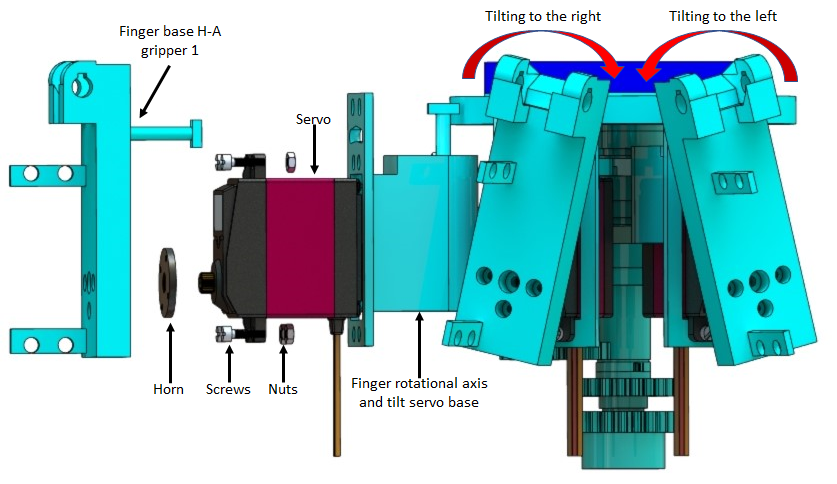 Tilting to the right
Tilting to the left
Finger base H-A
gripper 1
Servo
Horn
Screws
Nuts
Finger rotational axis
and tilt servo base